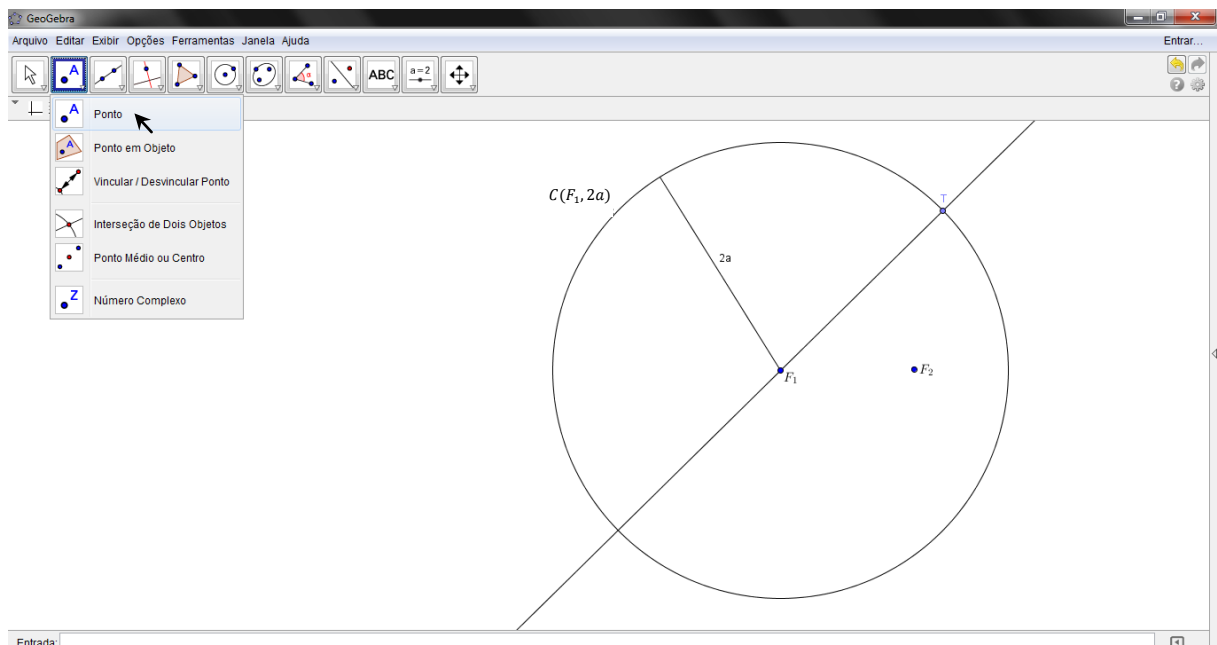 GeoGebra
Arquivo Editar Exibir Opções Ferramentas Janela Ajuda
Entrar...
A
α
ABC
a=2
A Ponto
A Ponto em Objeto
Vincular / Desvincular Ponto
Interseção de Dois Objetos
Ponto Médio ou Centro
Z Número Complexo
C(F₁, 2a)
T
2a
F₁
F₂
Entrada: